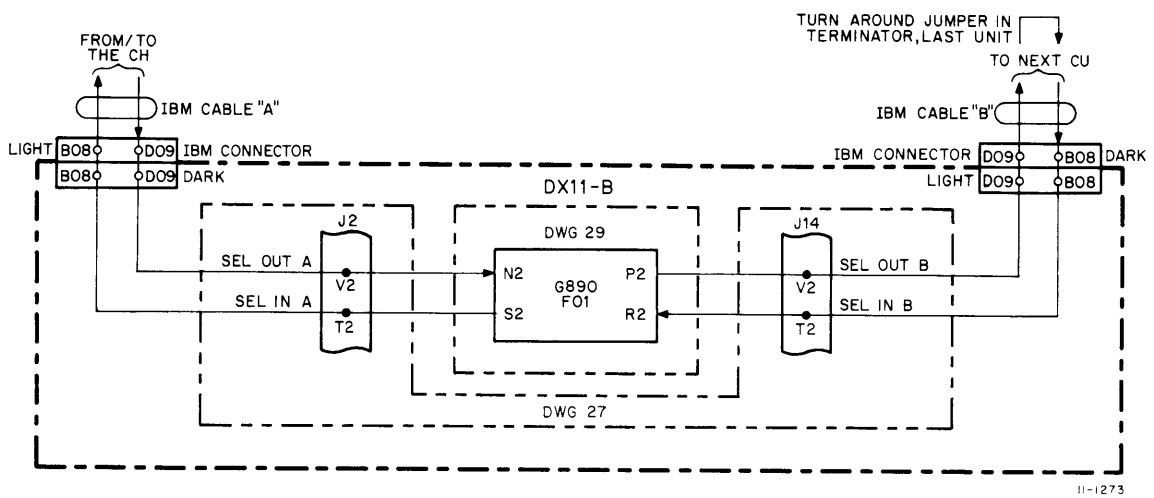 TURN AROUND JUMPER IN
TERMINATOR, LAST UNIT
FROM/TO
THE CH
TO NEXT CU
IBM CABLE "A"
IBM CABLE "B"
LIGHT B08 D09 IBM CONNECTOR
B08 D09 DARK
IBM CONNECTOR D09 B08 DARK
LIGHT D09 B08
DX11-B
J2
DWG 29
J14
SEL OUT A
V2
N2
G890
F01
P2
V2
SEL OUT B
SEL IN A
T2
S2
R2
T2
SEL IN B
DWG 27
11-1273